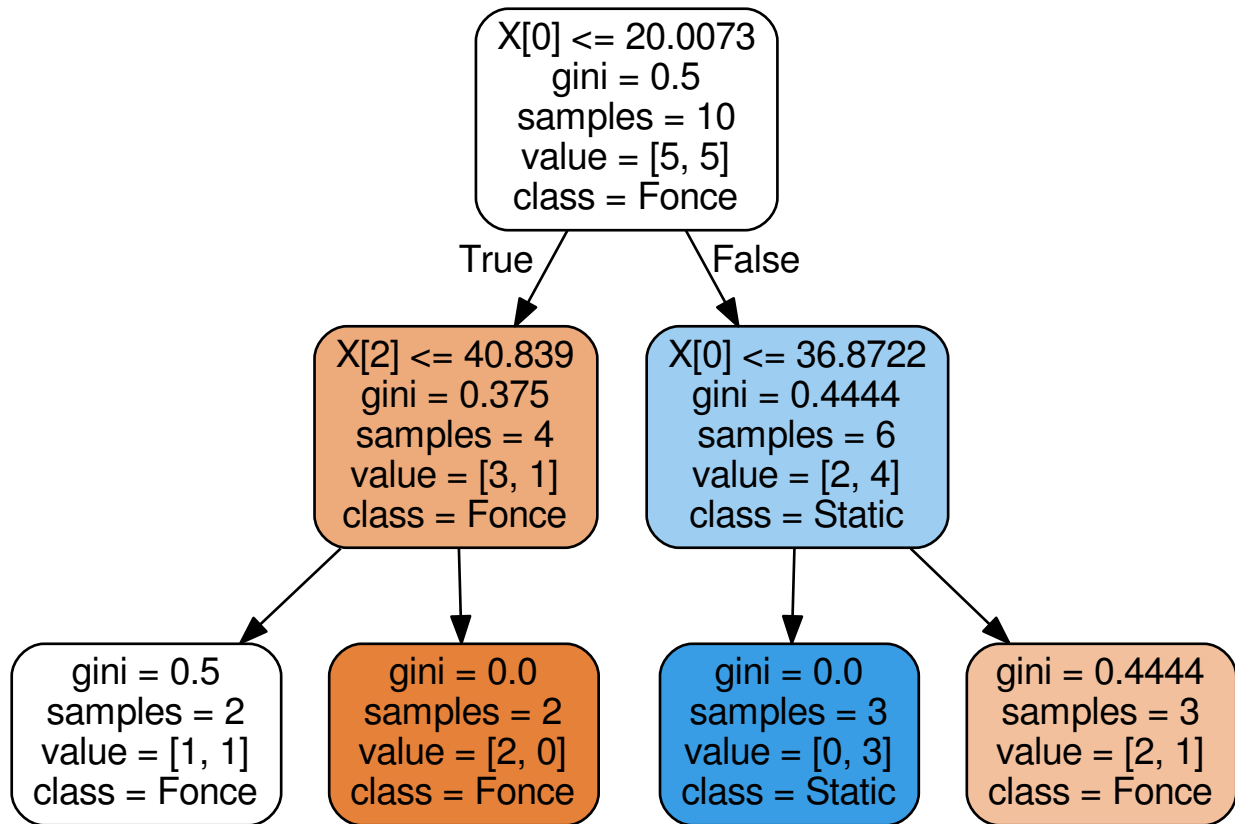 X[0] <= 20.0073
gini = 0.5
samples = 10
value = [5, 5]
class = Fonce
True
False
X[2] <= 40.839
gini = 0.375
samples = 4
value = [3, 1]
class = Fonce
X[0] <= 36.8722
gini = 0.4444
samples = 6
value = [2, 4]
class = Static
gini = 0.5
samples = 2
value = [1, 1]
class = Fonce
gini = 0.0
samples = 2
value = [2, 0]
class = Fonce
gini = 0.0
samples = 3
value = [0, 3]
class = Static
gini = 0.4444
samples = 3
value = [2, 1]
class = Fonce